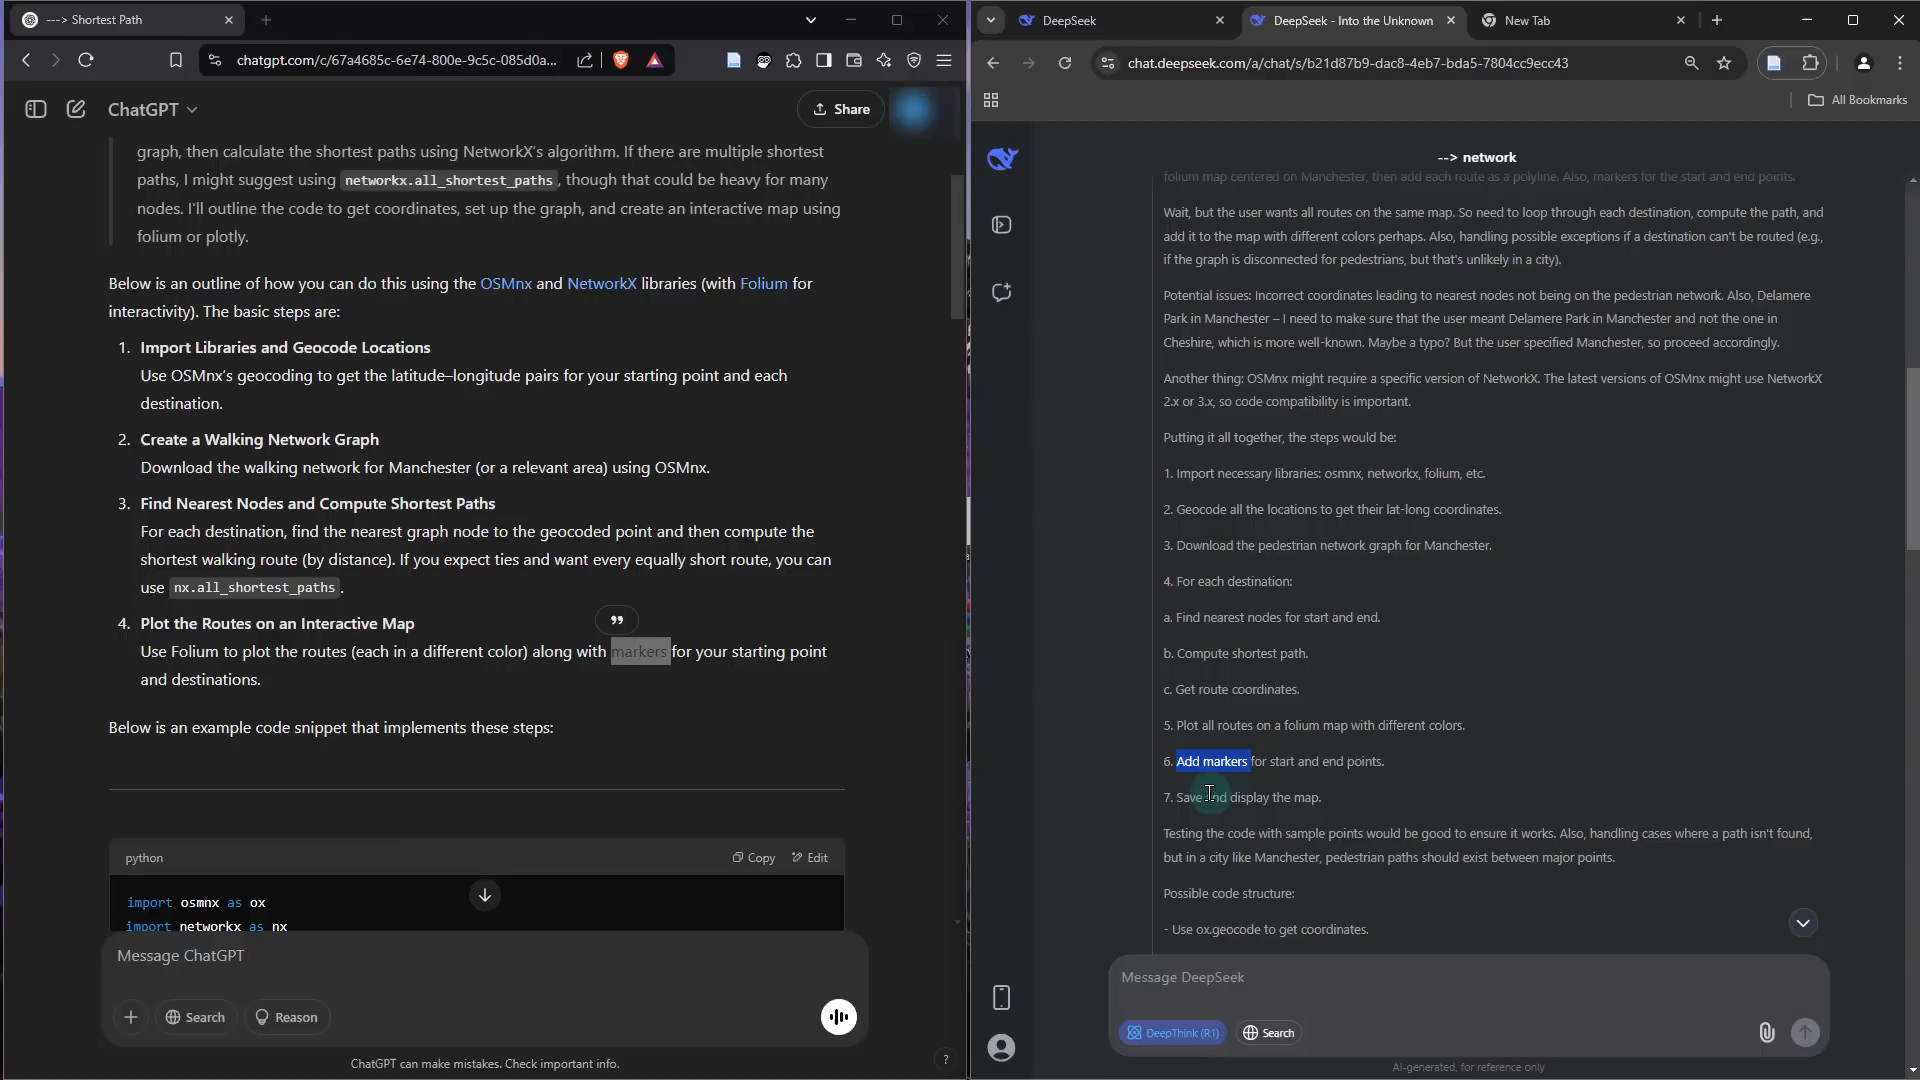 ---> Shortest Path
chatgpt.com/c/67a4685c-6e74-800e-9c5c-085d0a...
ChatGPT
Share
graph, then calculate the shortest paths using NetworkX's algorithm. If there are multiple shortest
paths, I might suggest using networkx.all_shortest_paths, though that could be heavy for many
nodes. I'll outline the code to get coordinates, set up the graph, and create an interactive map using
folium or plotly.
Below is an outline of how you can do this using the OSMnx and NetworkX libraries (with Folium for
interactivity). The basic steps are:
1. Import Libraries and Geocode Locations
Use OSMnx's geocoding to get the latitude–longitude pairs for your starting point and each
destination.
2. Create a Walking Network Graph
Download the walking network for Manchester (or a relevant area) using OSMnx.
3. Find Nearest Nodes and Compute Shortest Paths
For each destination, find the nearest graph node to the geocoded point and then compute the
shortest walking route (by distance). If you expect ties and want every equally short route, you can
use nx.all_shortest_paths.
4. Plot the Routes on an Interactive Map
Use Folium to plot the routes (each in a different color) along with markers for your starting point
and destinations.
Below is an example code snippet that implements these steps:
python
Copy
Edit
import osmnx as ox
import networkx as nx
Message ChatGPT
Search
Reason
ChatGPT can make mistakes. Check important info.
?
DeepSeek
DeepSeek - Into the Unknown
New Tab
chat.deepseek.com/a/chat/s/b21d87b9-dac8-4eb7-bda5-7804cc9ecc43
All Bookmarks
--> network
folium map centered on Manchester, then add each route as a polyline. Also, markers for the start and end points.
Wait, but the user wants all routes on the same map. So need to loop through each destination, compute the path, and
add it to the map with different colors perhaps. Also, handling possible exceptions if a destination can't be routed (e.g.,
if the graph is disconnected for pedestrians, but that's unlikely in a city).
Potential issues: Incorrect coordinates leading to nearest nodes not being on the pedestrian network. Also, Delamere
Park in Manchester – I need to make sure that the user meant Delamere Park in Manchester and not the one in
Cheshire, which is more well-known. Maybe a typo? But the user specified Manchester, so proceed accordingly.
Another thing: OSMnx might require a specific version of NetworkX. The latest versions of OSMnx might use NetworkX
2.x or 3.x, so code compatibility is important.
Putting it all together, the steps would be:
1. Import necessary libraries: osmnx, networkx, folium, etc.
2. Geocode all the locations to get their lat-long coordinates.
3. Download the pedestrian network graph for Manchester.
4. For each destination:
a. Find nearest nodes for start and end.
b. Compute shortest path.
c. Get route coordinates.
5. Plot all routes on a folium map with different colors.
6. Add markers for start and end points.
7. Save and display the map.
Testing the code with sample points would be good to ensure it works. Also, handling cases where a path isn't found,
but in a city like Manchester, pedestrian paths should exist between major points.
Possible code structure:
- Use ox.geocode to get coordinates.
Message DeepSeek
DeepThink (R1)
Search
AI-generated, for reference only